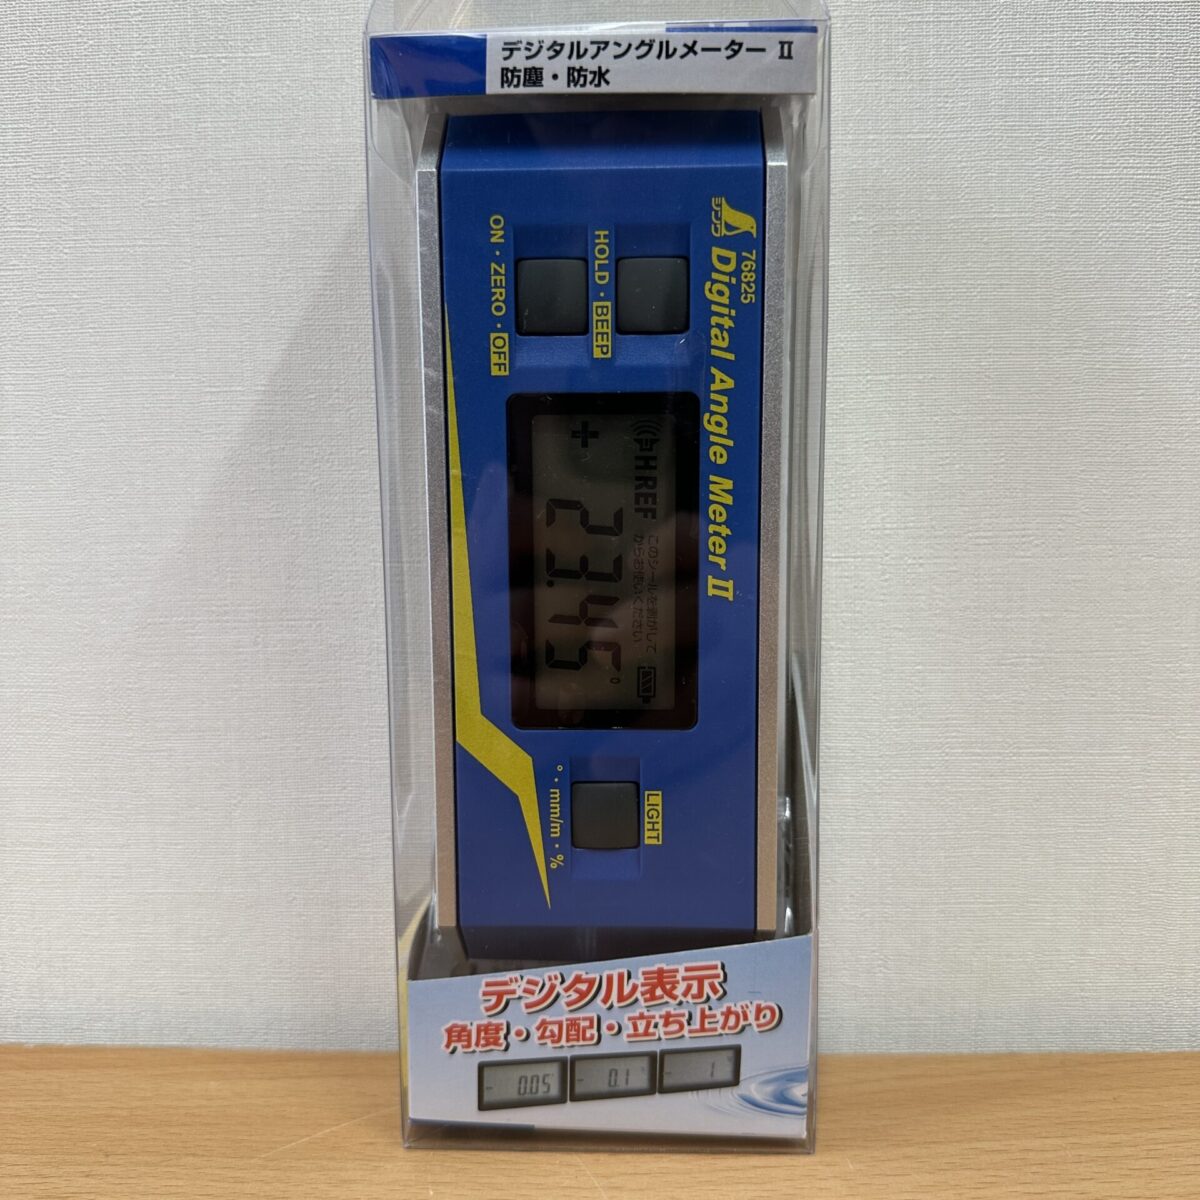 デジタルアングルメーター II
防塵・防水
シンワ
76825
Digital Angle Meter II
HOLD・BEEP
ON・ZERO・OFF
H REF
このシールを剥がして
からお使いください
+23.45°
LIGHT
°・mm/m・%
デジタル表示
角度・勾配・立ち上がり
-0.05°
-0.1
-1